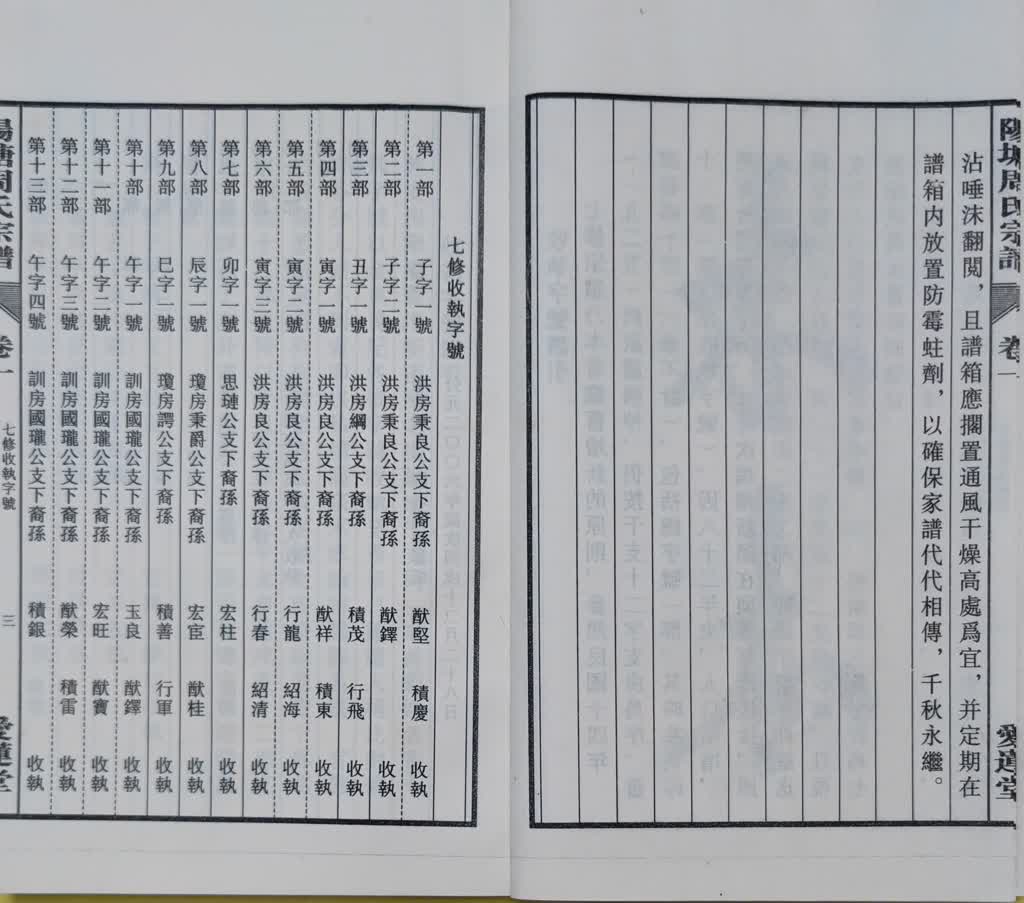 陽塘周氏宗譜
卷一
愛蓮堂
沾唾沫翻閱，且譜箱應擱置通風干燥高處爲宜，并定期在
譜箱内放置防霉蛀劑，以確保家譜代代相傳，千秋永繼。
七修收執字號
第一部 子字一號 洪房秉良公支下裔孫 猷堅 積慶 收執
第二部 子字二號 洪房秉良公支下裔孫 猷鐸 收執
第三部 丑字一號 洪房綱公支下裔孫 積茂 行飛 收執
第四部 寅字一號 洪房良公支下裔孫 猷祥 積東 收執
第五部 寅字二號 洪房良公支下裔孫 行龍 紹海 收執
第六部 寅字三號 洪房良公支下裔孫 行春 紹清 收執
第七部 卯字一號 思璉公支下裔孫 宏柱 收執
第八部 辰字一號 瓊房秉爵公支下裔孫 宏宦 猷桂 收執
第九部 巳字一號 瓊房諤公支下裔孫 積善 行軍 收執
第十部 午字一號 訓房國瓏公支下裔孫 玉良 猷鐸 收執
第十一部 午字二號 訓房國瓏公支下裔孫 宏旺 猷寶 收執
第十二部 午字三號 訓房國瓏公支下裔孫 猷榮 積雷 收執
第十三部 午字四號 訓房國瓏公支下裔孫 積銀 收執
陽塘周氏宗譜
卷一
七修收執字號
三
愛蓮堂